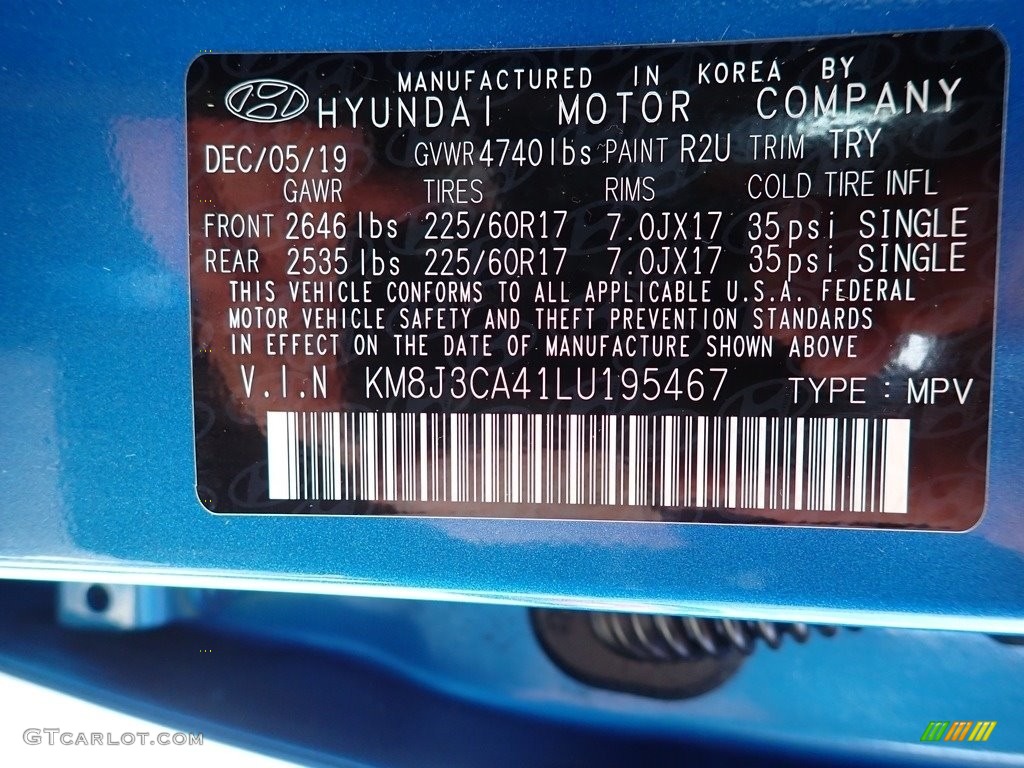 MANUFACTURED IN KOREA BY
HYUNDAI MOTOR COMPANY
DEC/05/19 GVWR 4740lbs PAINT R2U TRIM TRY
GAWR TIRES RIMS COLD TIRE INFL
FRONT 2646 lbs 225/60R17 7.0JX17 35psi SINGLE
REAR 2535 lbs 225/60R17 7.0JX17 35psi SINGLE
THIS VEHICLE CONFORMS TO ALL APPLICABLE U.S.A. FEDERAL
MOTOR VEHICLE SAFETY AND THEFT PREVENTION STANDARDS
IN EFFECT ON THE DATE OF MANUFACTURE SHOWN ABOVE
V.I.N KM8J3CA41LU195467 TYPE : MPV
GTCARLOT.COM